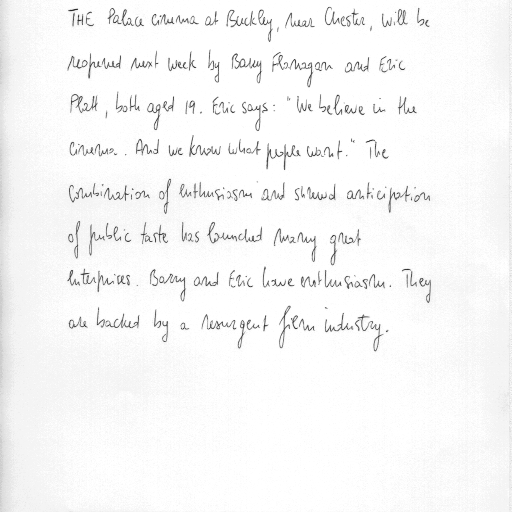 THE Palace cinema at Buckley, near Chester, will be
reopened next week by Barry Flanagan and Eric
Platt, both aged 19. Eric says: "We believe in the
cinema. And we know what people want." The
combination of enthusiasm and shrewd anticipation
of public taste has launched many great
enterprises. Barry and Eric have enthusiasm. They
are backed by a resurgent film industry.